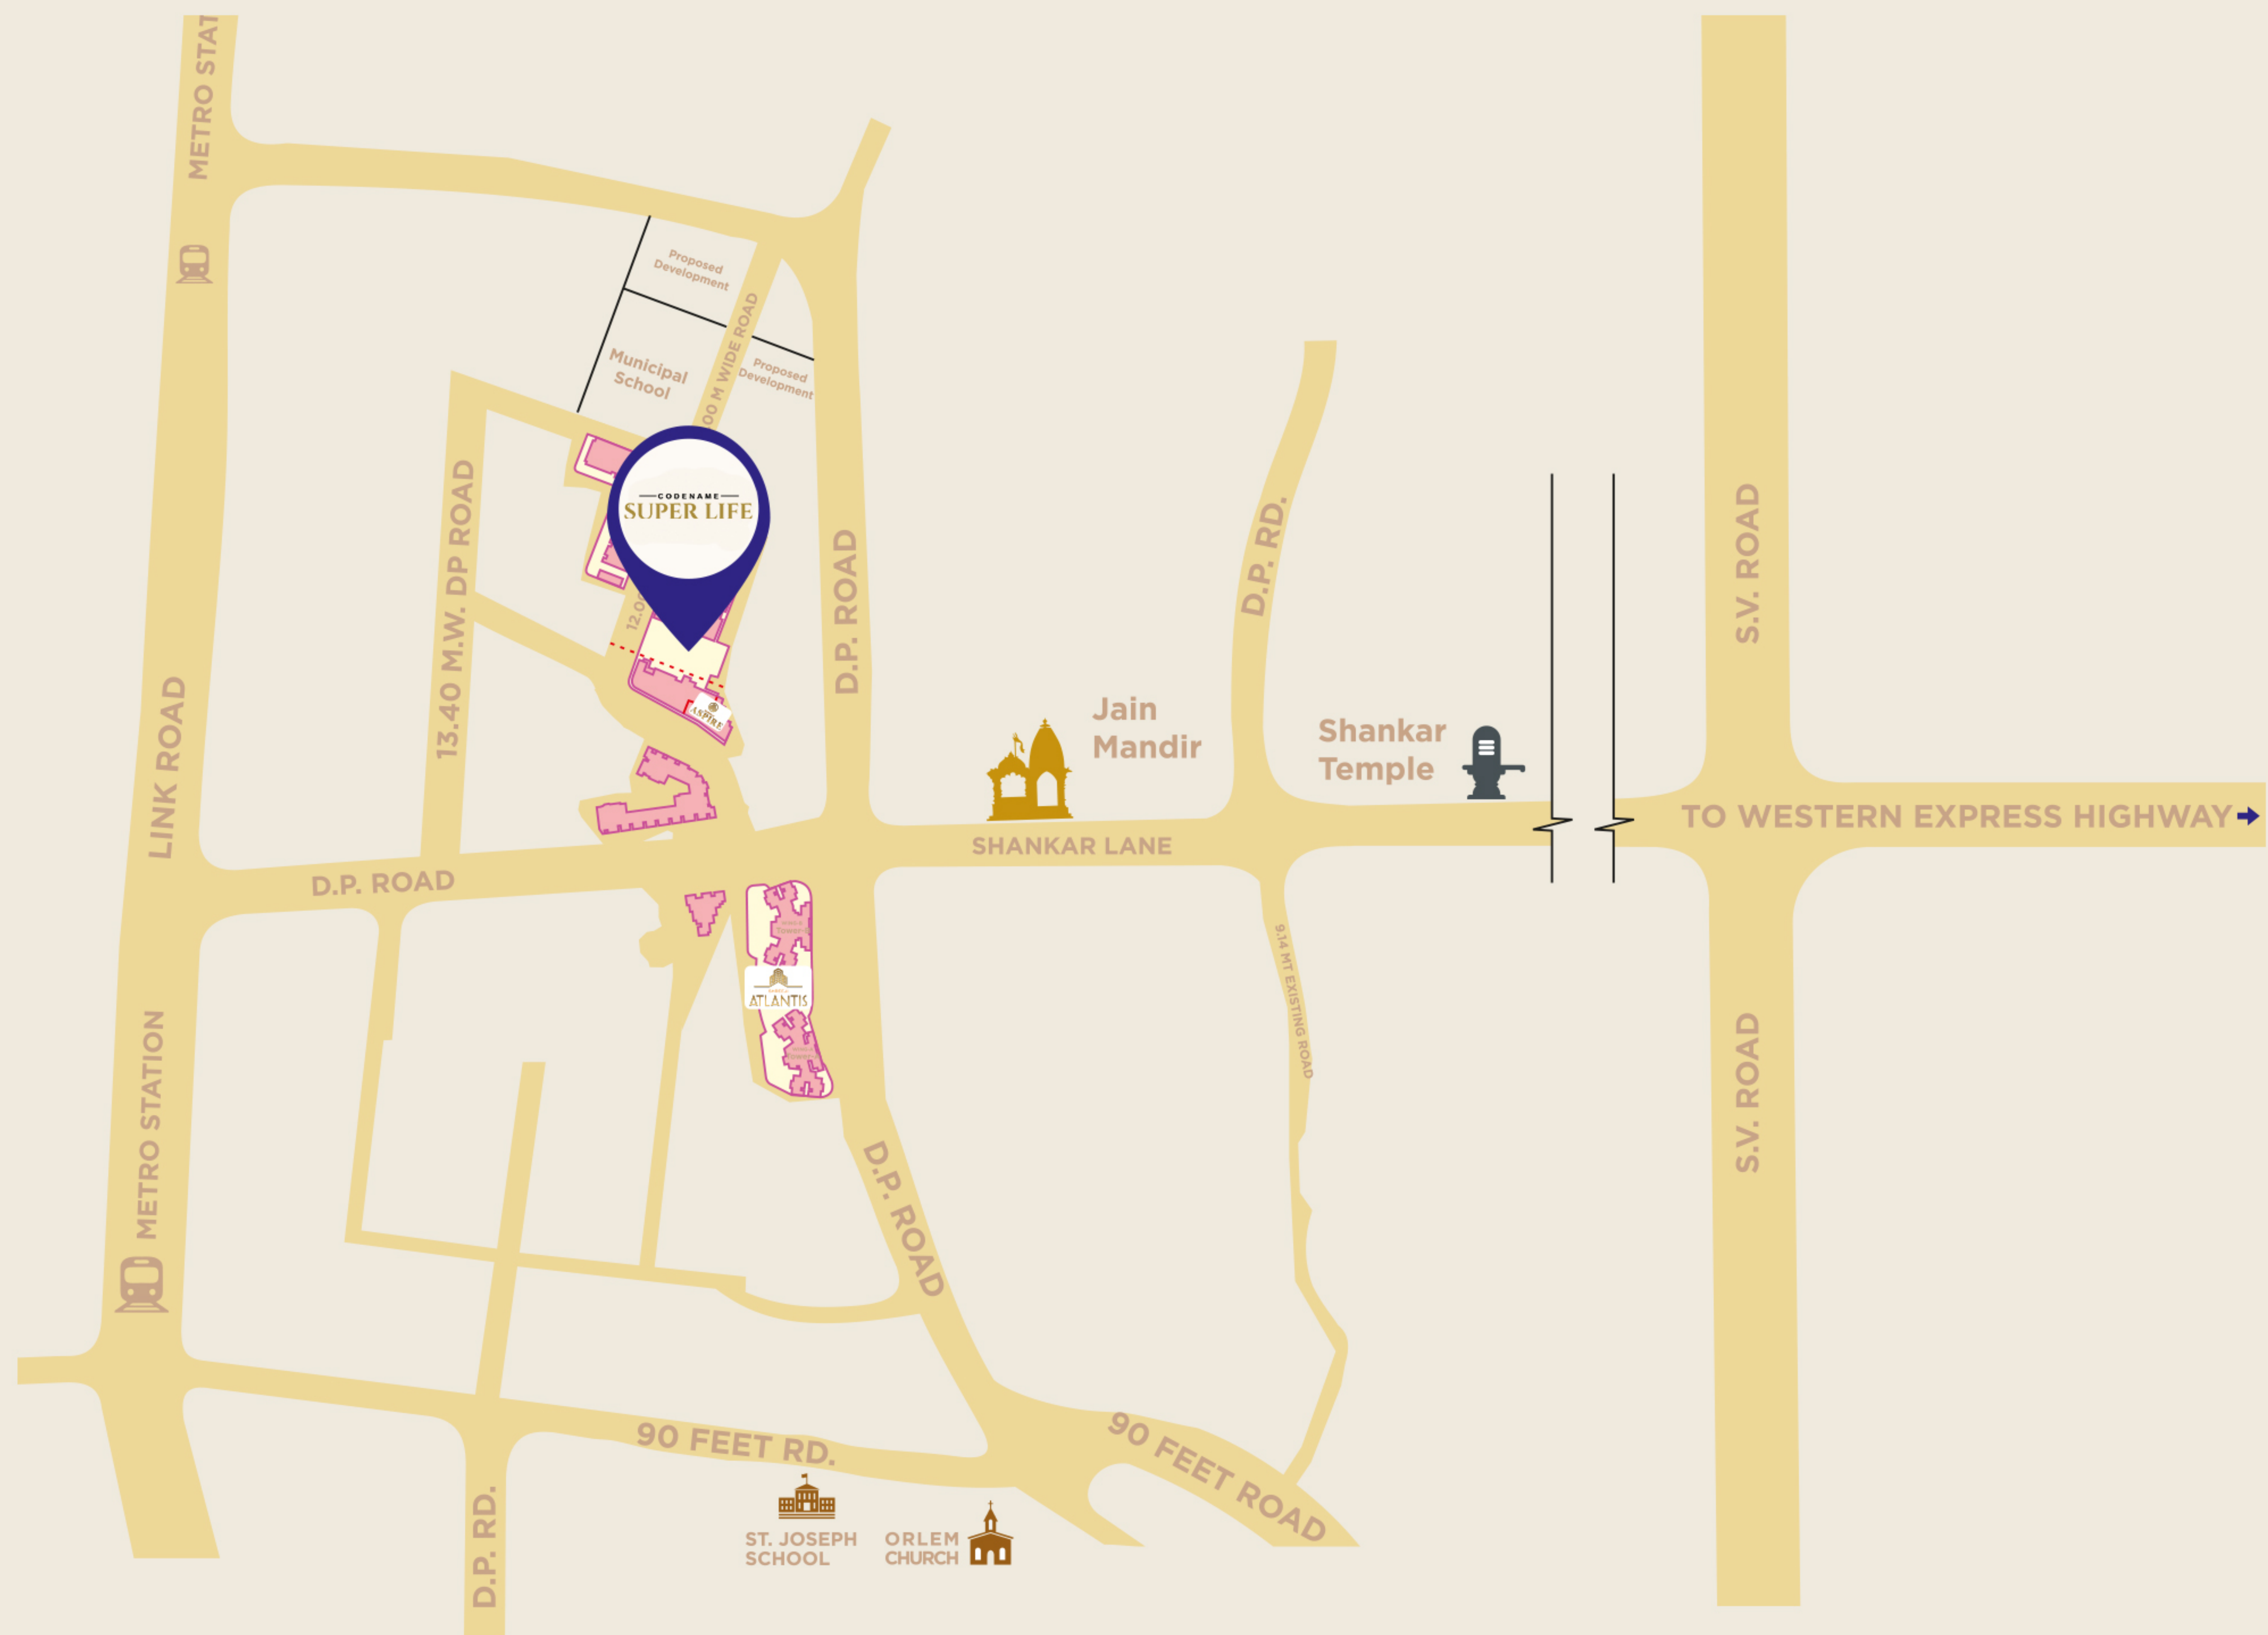 METRO STAT
Proposed
Development
00 M WIDE ROAD
Municipal
School
Proposed
Development
CODENAME
SUPER LIFE
13.40 M.W. DP ROAD
D.P. ROAD
D.P. RD.
S.V. ROAD
12.0
LINK ROAD
ASPIRE
Jain
Mandir
Shankar
Temple
TO WESTERN EXPRESS HIGHWAY
SHANKAR LANE
D.P. ROAD
ATLANTIS
9.14 MT EXISTING ROAD
METRO STATION
S.V. ROAD
D.P. ROAD
90 FEET RD.
90 FEET ROAD
D.P. RD.
ST. JOSEPH
SCHOOL
ORLEM
CHURCH